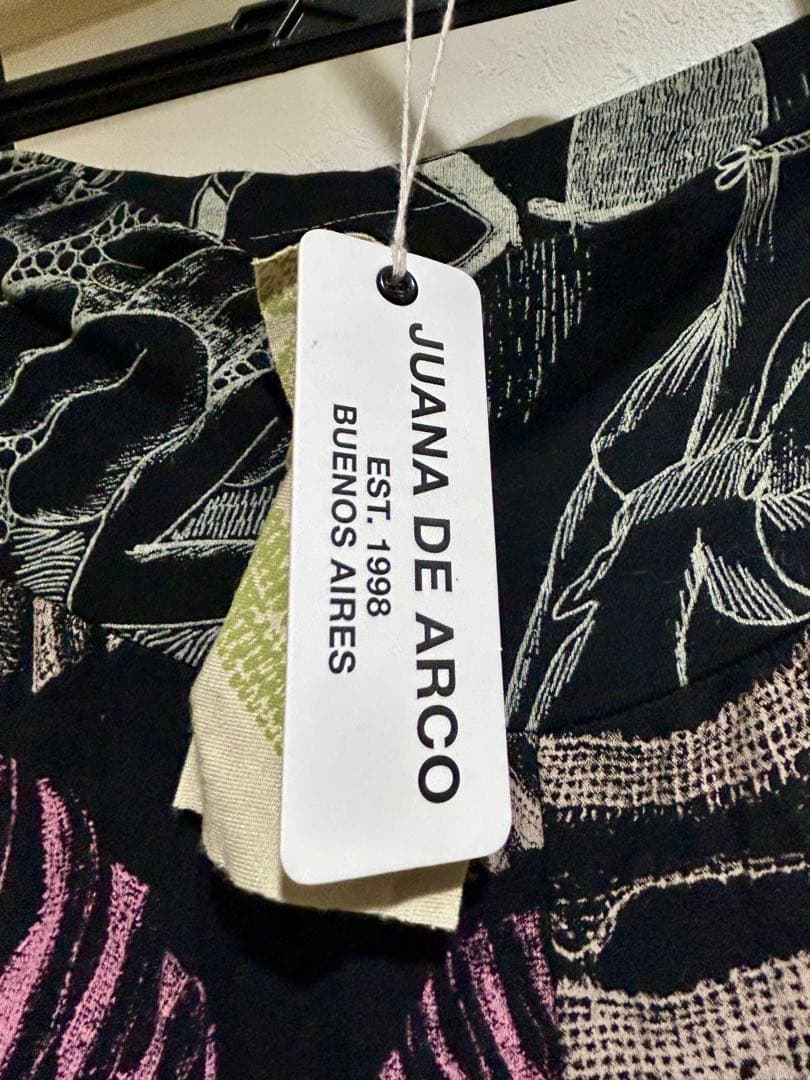 JUANA DE ARCO
EST. 1998
BUENOS AIRES